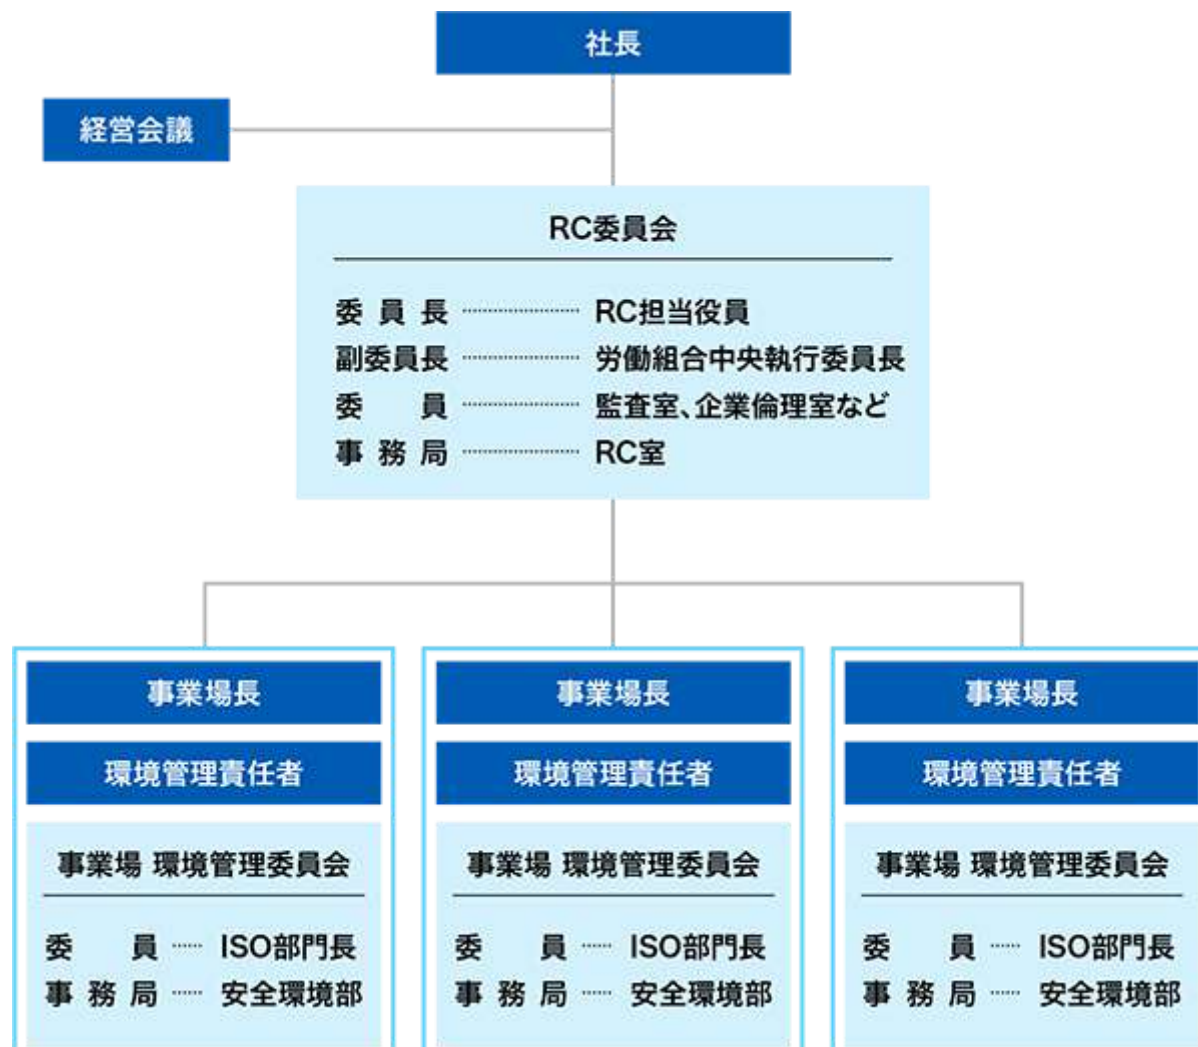 社長
経営会議
RC委員会
委員長 ………… RC担当役員
副委員長 ………… 労働組合中央執行委員長
委員 ………… 監査室、企業倫理室など
事務局 ………… RC室
事業場長
環境管理責任者
事業場 環境管理委員会
委員 …… ISO部門長
事務局 …… 安全環境部
事業場長
環境管理責任者
事業場 環境管理委員会
委員 …… ISO部門長
事務局 …… 安全環境部
事業場長
環境管理責任者
事業場 環境管理委員会
委員 …… ISO部門長
事務局 …… 安全環境部